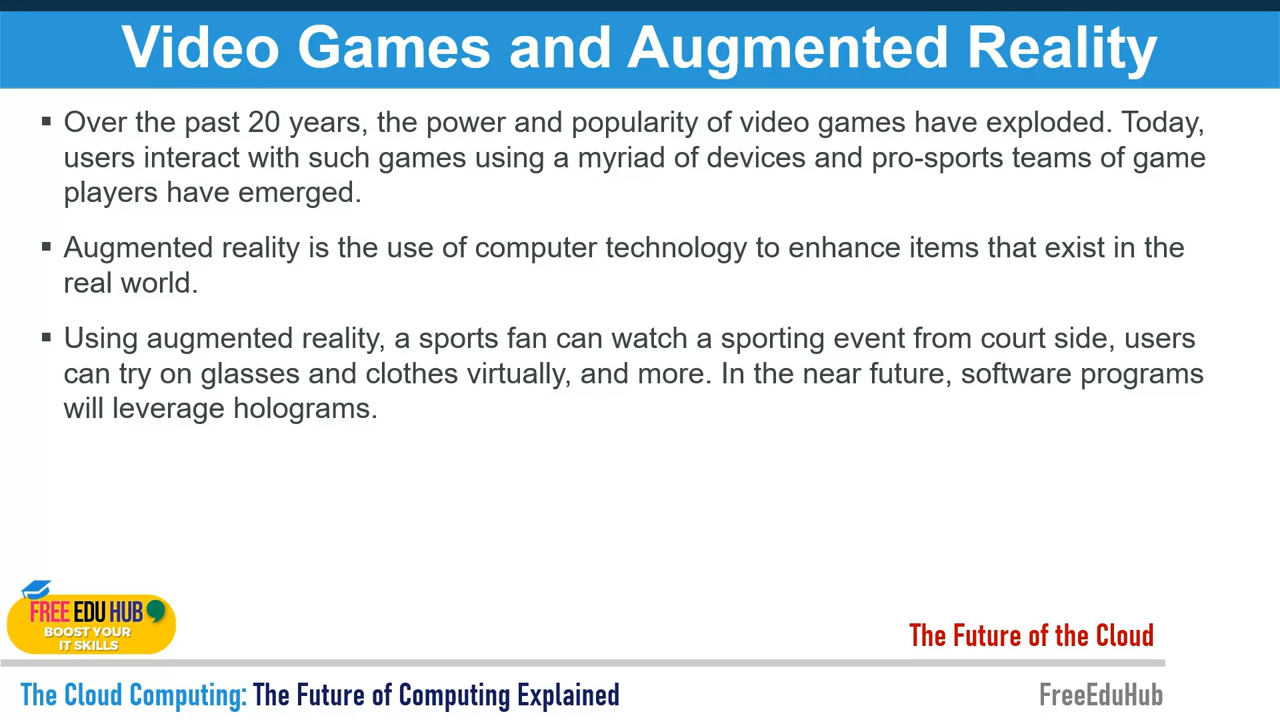 Video Games and Augmented Reality
▪ Over the past 20 years, the power and popularity of video games have exploded. Today,
users interact with such games using a myriad of devices and pro-sports teams of game
players have emerged.
▪ Augmented reality is the use of computer technology to enhance items that exist in the
real world.
▪ Using augmented reality, a sports fan can watch a sporting event from court side, users
can try on glasses and clothes virtually, and more. In the near future, software programs
will leverage holograms.
FREE EDU HUB
BOOST YOUR
IT SKILLS
The Future of the Cloud
The Cloud Computing: The Future of Computing Explained
FreeEduHub